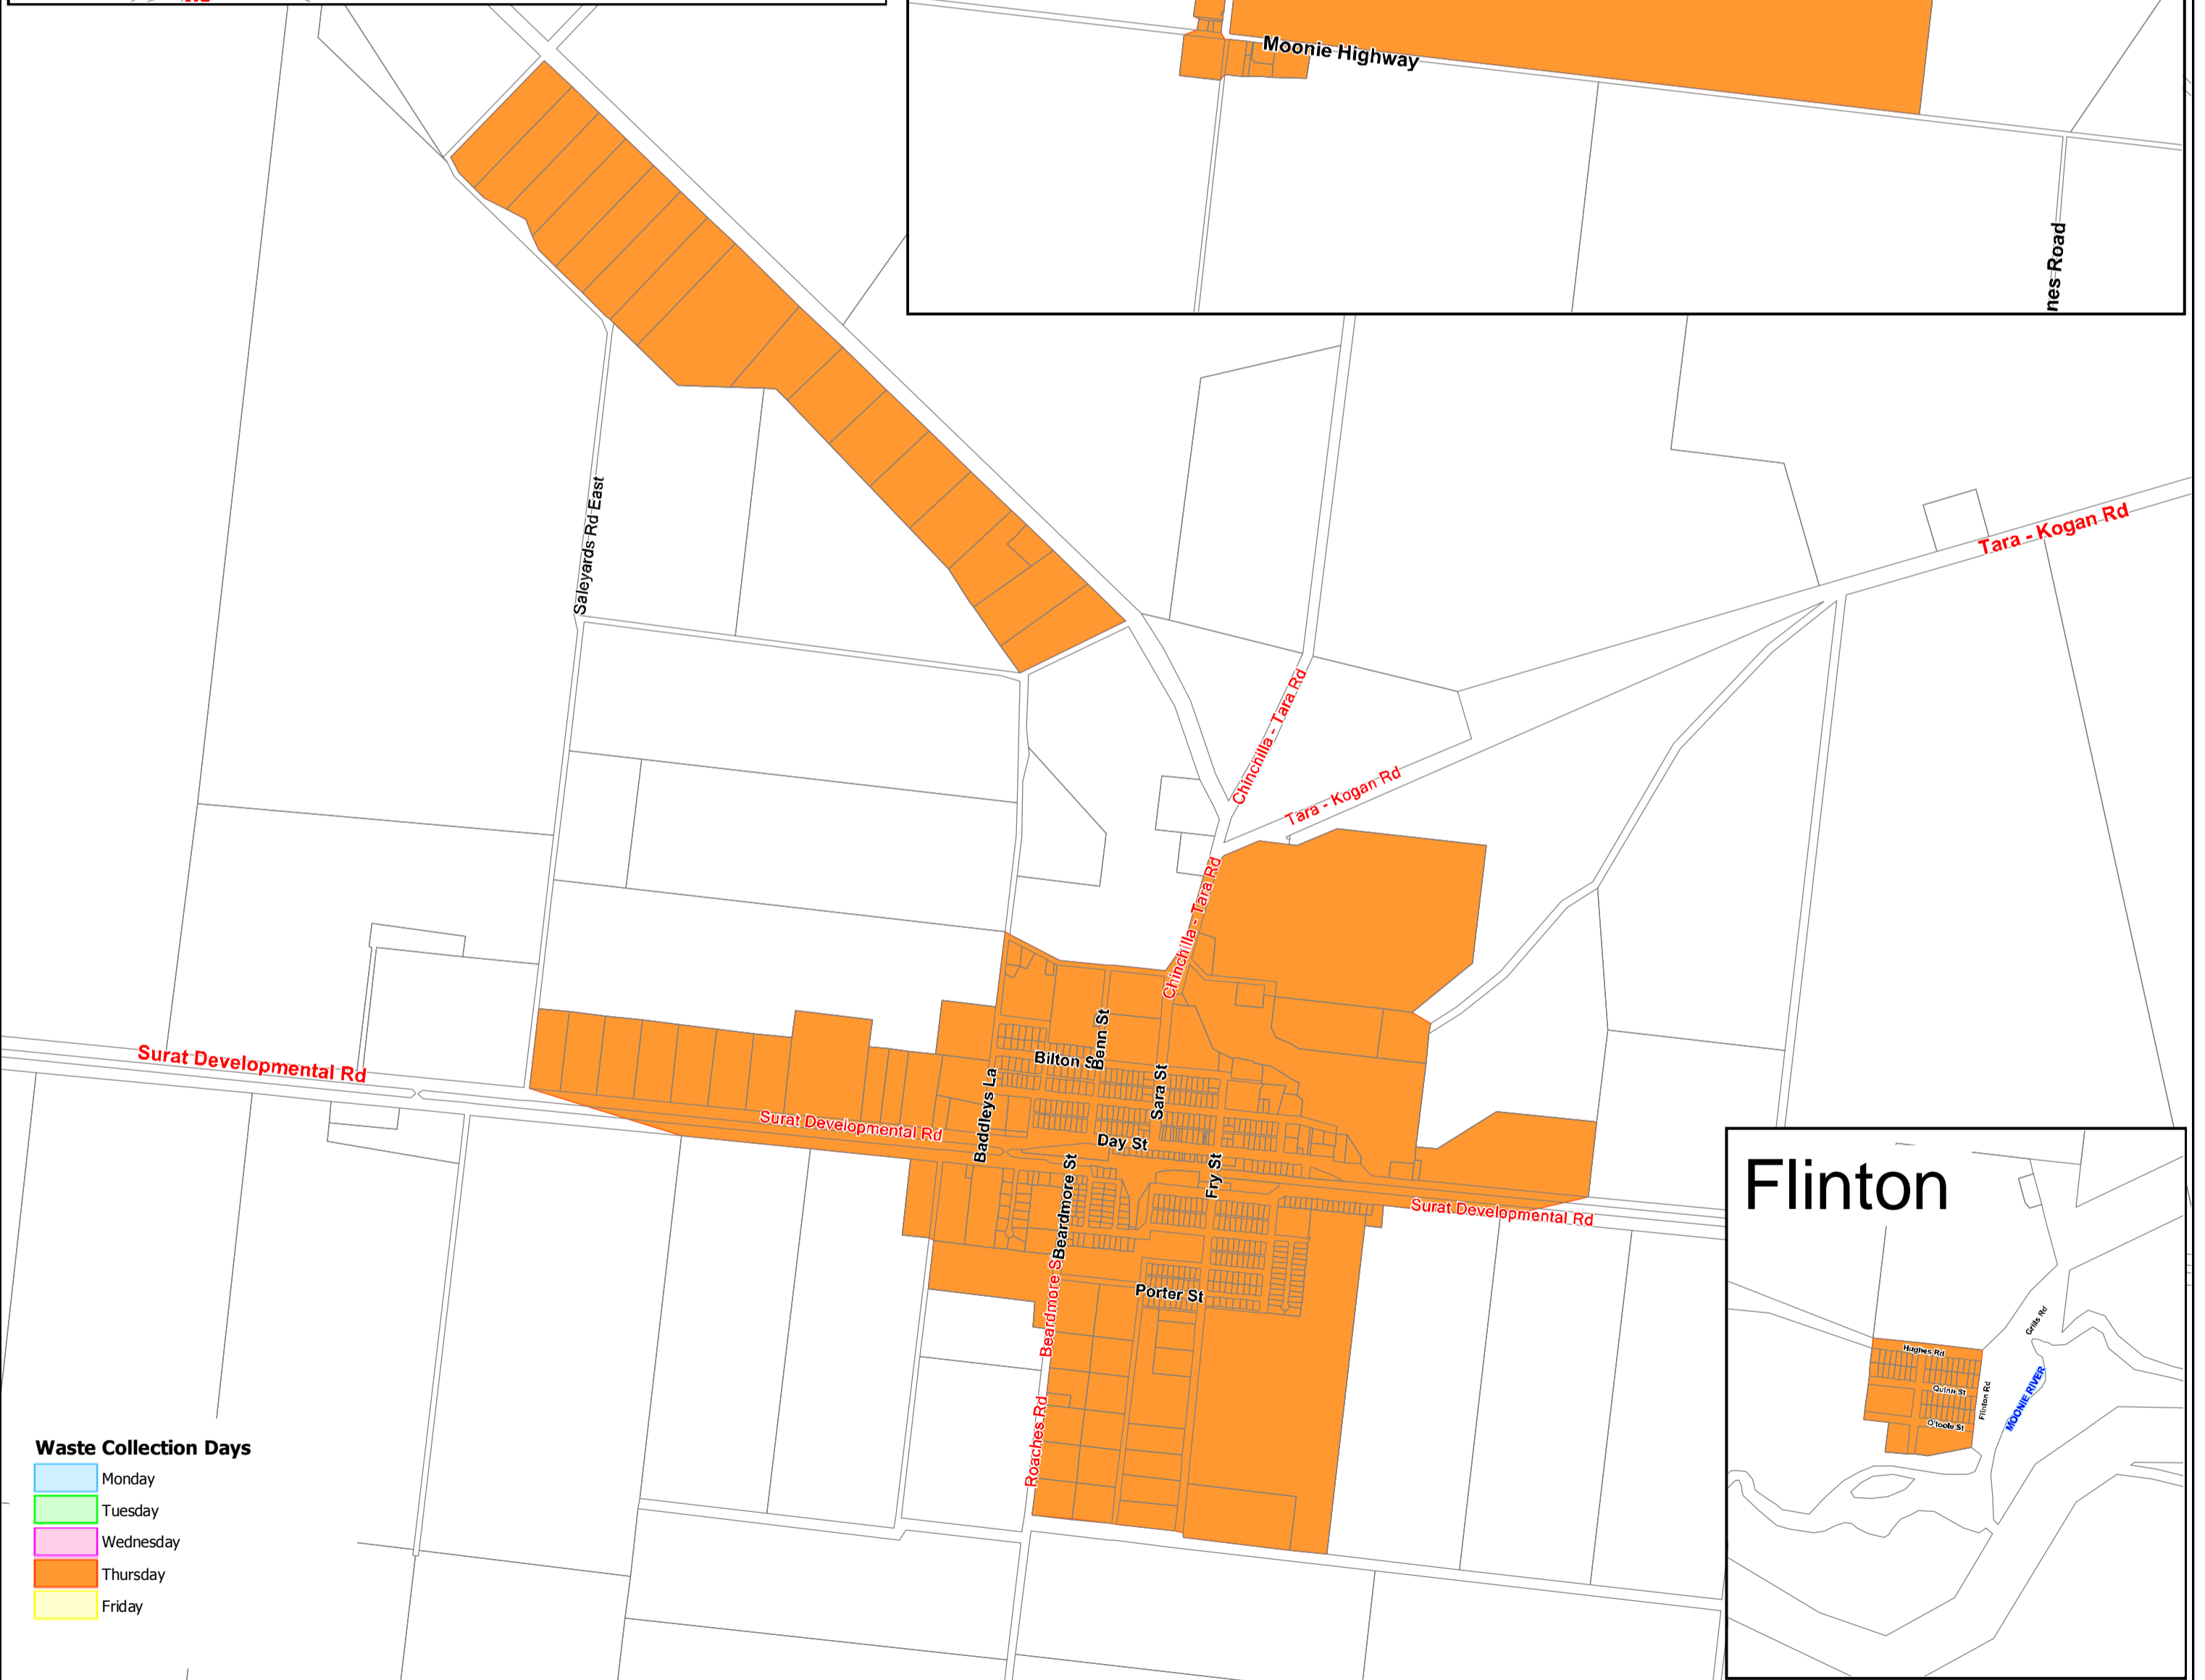 Moonie Highway
nes Road
Saleyards Rd East
Tara - Kogan Rd
Chinchilla - Tara Rd
Tara - Kogan Rd
Chinchilla - Tara Rd
Surat Developmental Rd
Benn St
Bilton S
Sara St
Baddleys La
Surat Developmental Rd
Day St
Fry St
Beardmore St
Surat Developmental Rd
Beardmore S
Porter St
Roaches Rd
Flinton
Grills Rd
Hughes Rd
Quinn St
Flinton Rd
O'toole St
MOONIE RIVER
Waste Collection Days
Monday
Tuesday
Wednesday
Thursday
Friday